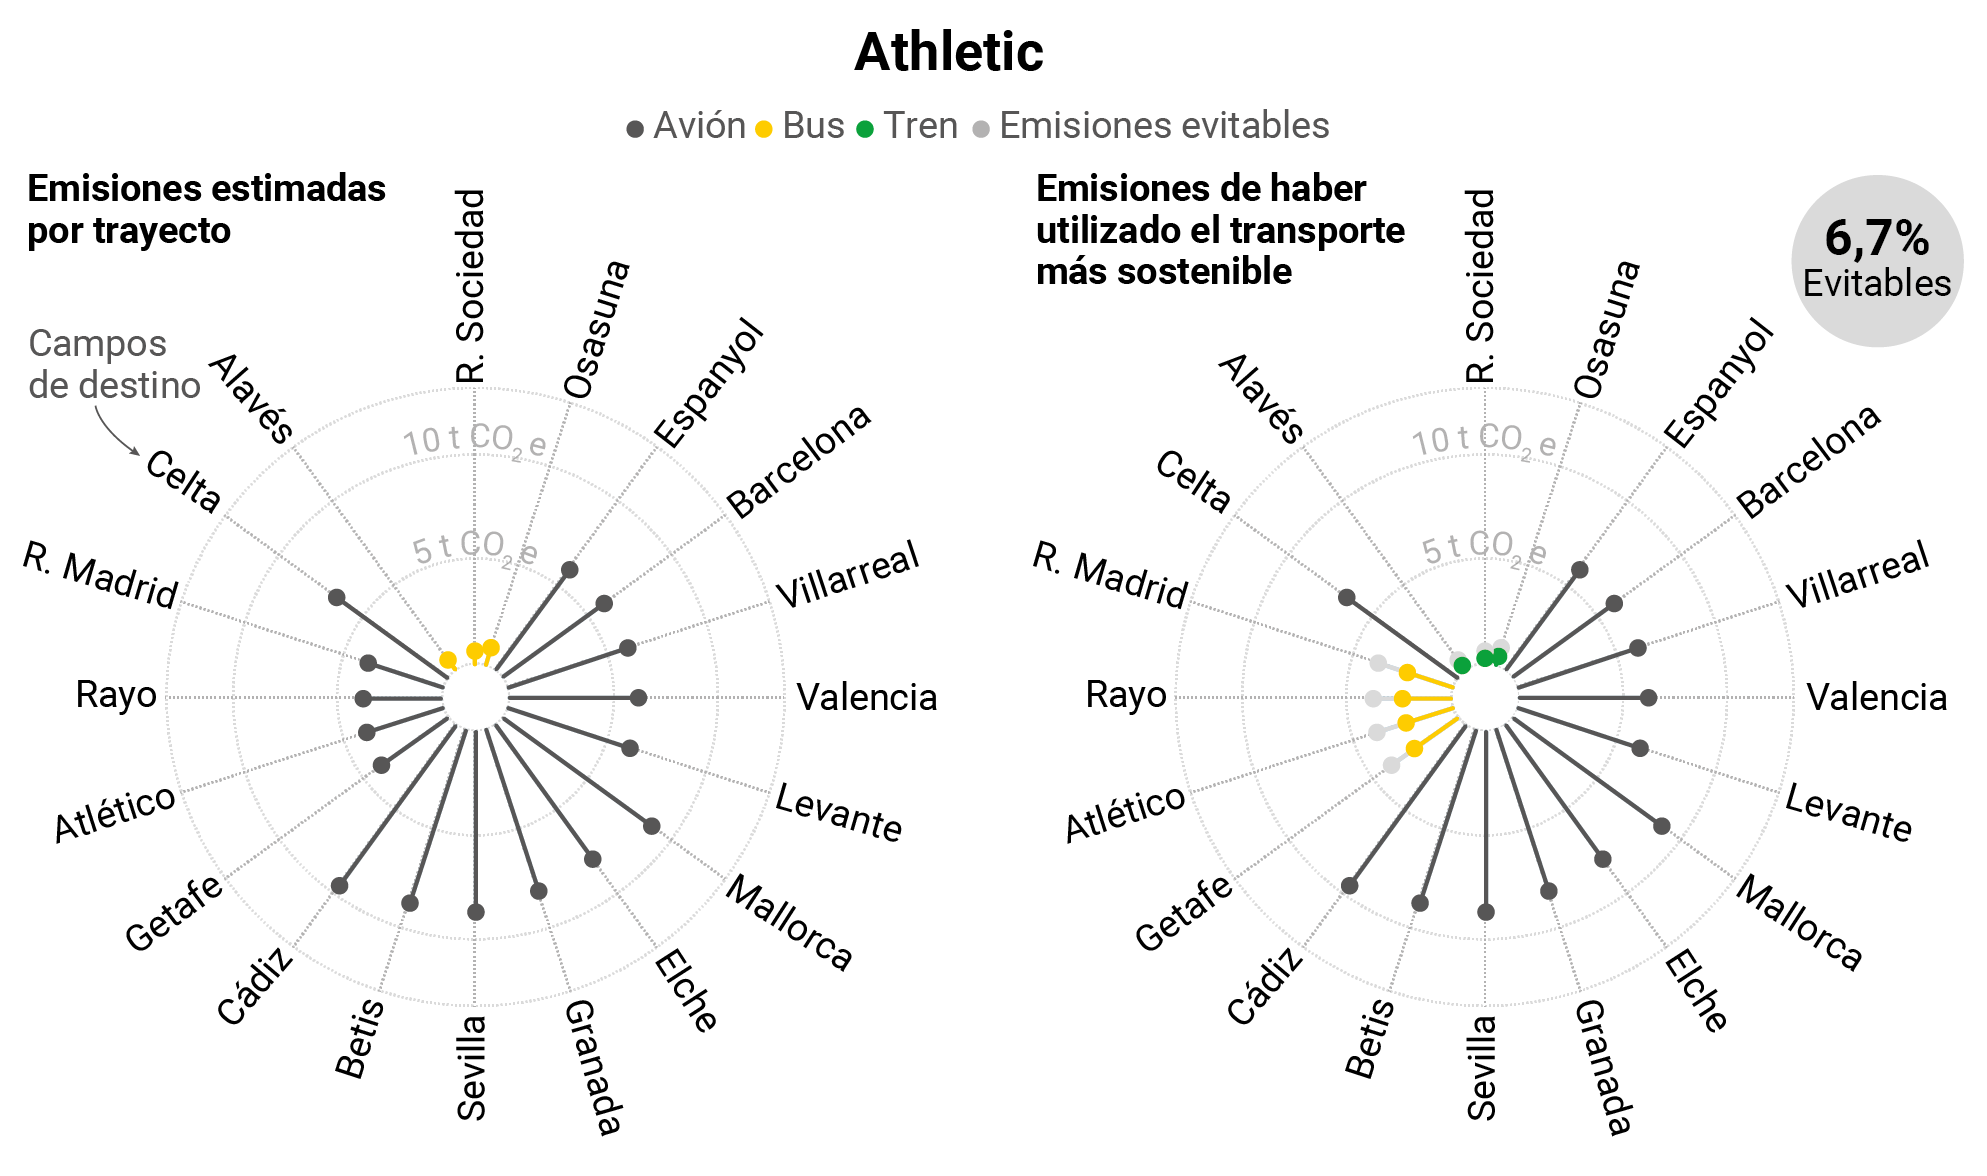 Athletic
Avión Bus Tren Emisiones evitables
Emisiones estimadas
por trayecto
Campos
de destino
10 t CO₂ e
5 t CO₂ e
R. Sociedad
Osasuna
Espanyol
Barcelona
Villarreal
Valencia
Levante
Mallorca
Elche
Granada
Sevilla
Betis
Cádiz
Getafe
Atlético
Rayo
R. Madrid
Celta
Alavés
Emisiones de haber
utilizado el transporte
más sostenible
6,7%
Evitables
10 t CO₂ e
5 t CO₂ e
R. Sociedad
Osasuna
Espanyol
Barcelona
Villarreal
Valencia
Levante
Mallorca
Elche
Granada
Sevilla
Betis
Cádiz
Getafe
Atlético
Rayo
R. Madrid
Celta
Alavés